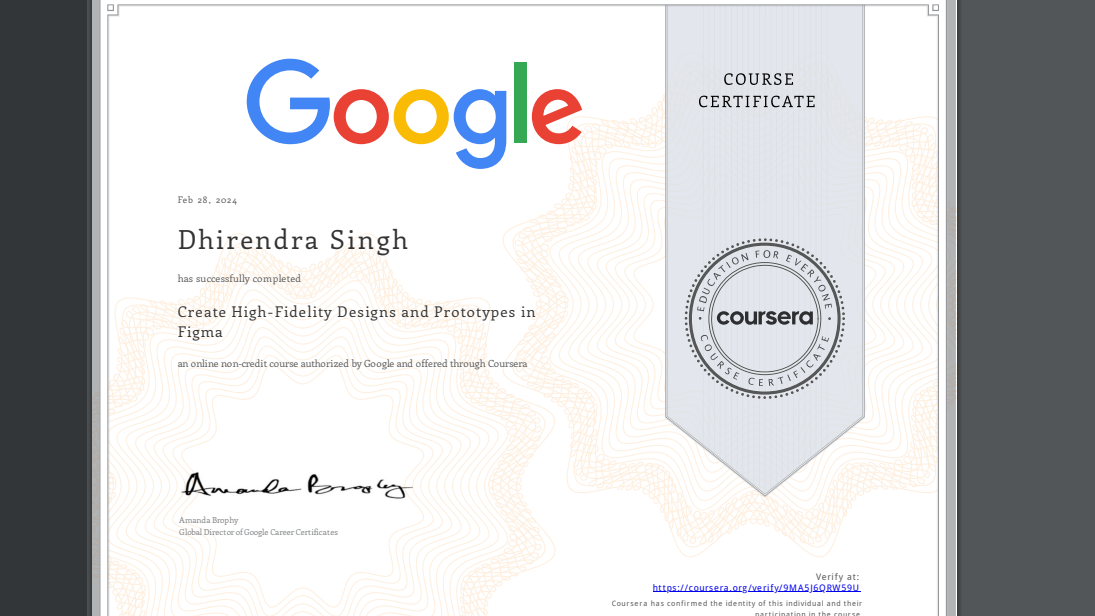 Google
COURSE
CERTIFICATE
Feb 28, 2024
Dhirendra Singh
has successfully completed
Create High-Fidelity Designs and Prototypes in
Figma
an online non-credit course authorized by Google and offered through Coursera
EDUCATION FOR EVERYONE
coursera
COURSE CERTIFICATE
Amanda Brophy
Amanda Brophy
Global Director of Google Career Certificates
Verify at:
https://coursera.org/verify/9MA5J6QRW59U
Coursera has confirmed the identity of this individual and their
participation in the course